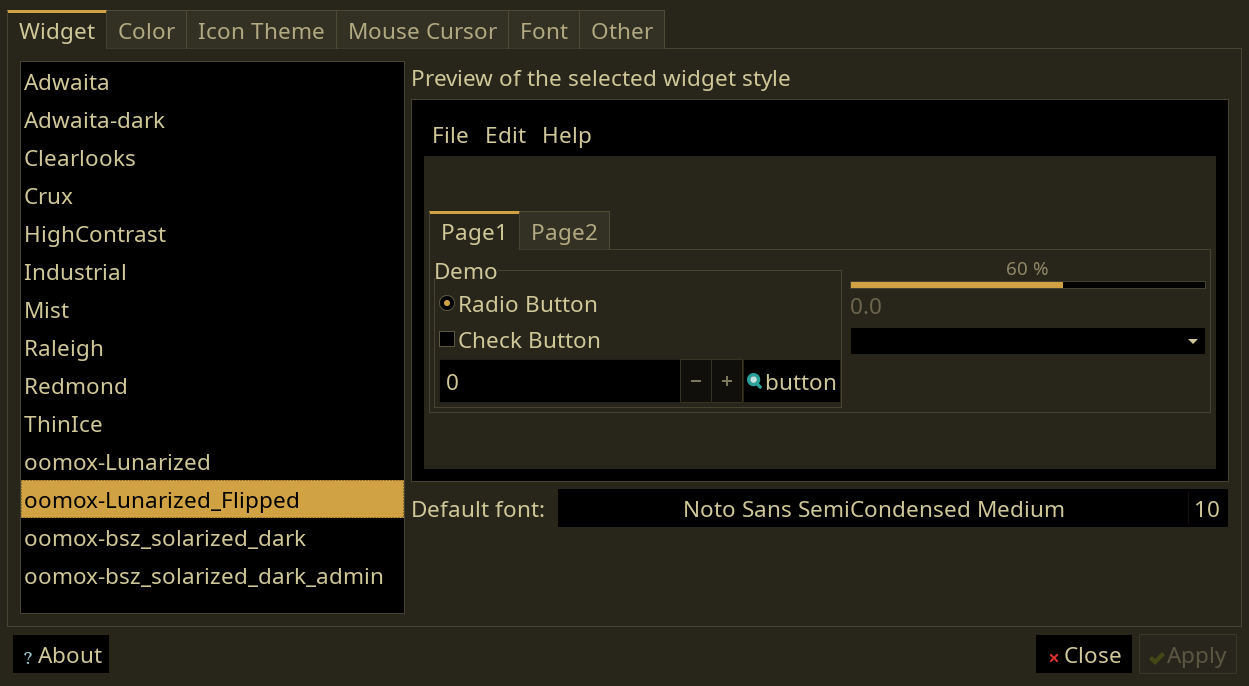 Widget Color Icon Theme Mouse Cursor Font Other
Adwaita
Adwaita-dark
Clearlooks
Crux
HighContrast
Industrial
Mist
Raleigh
Redmond
ThinIce
oomox-Lunarized
oomox-Lunarized_Flipped
oomox-bsz_solarized_dark
oomox-bsz_solarized_dark_admin
Preview of the selected widget style
File Edit Help
Page1 Page2
Demo
Radio Button
Check Button
0 − + button
60 %
0.0
Default font: Noto Sans SemiCondensed Medium 10
? About
Close Apply